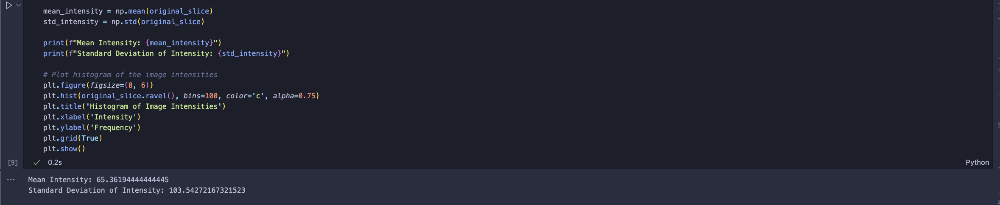 mean_intensity = np.mean(original_slice)
std_intensity = np.std(original_slice)
print(f"Mean Intensity: {mean_intensity}")
print(f"Standard Deviation of Intensity: {std_intensity}")
# Plot histogram of the image intensities
plt.figure(figsize=(8, 6))
plt.hist(original_slice.ravel(), bins=100, color='c', alpha=0.75)
plt.title('Histogram of Image Intensities')
plt.xlabel('Intensity')
plt.ylabel('Frequency')
plt.grid(True)
plt.show()
[9] 0.2s Python
Mean Intensity: 65.36194444444445
Standard Deviation of Intensity: 103.54272167321523